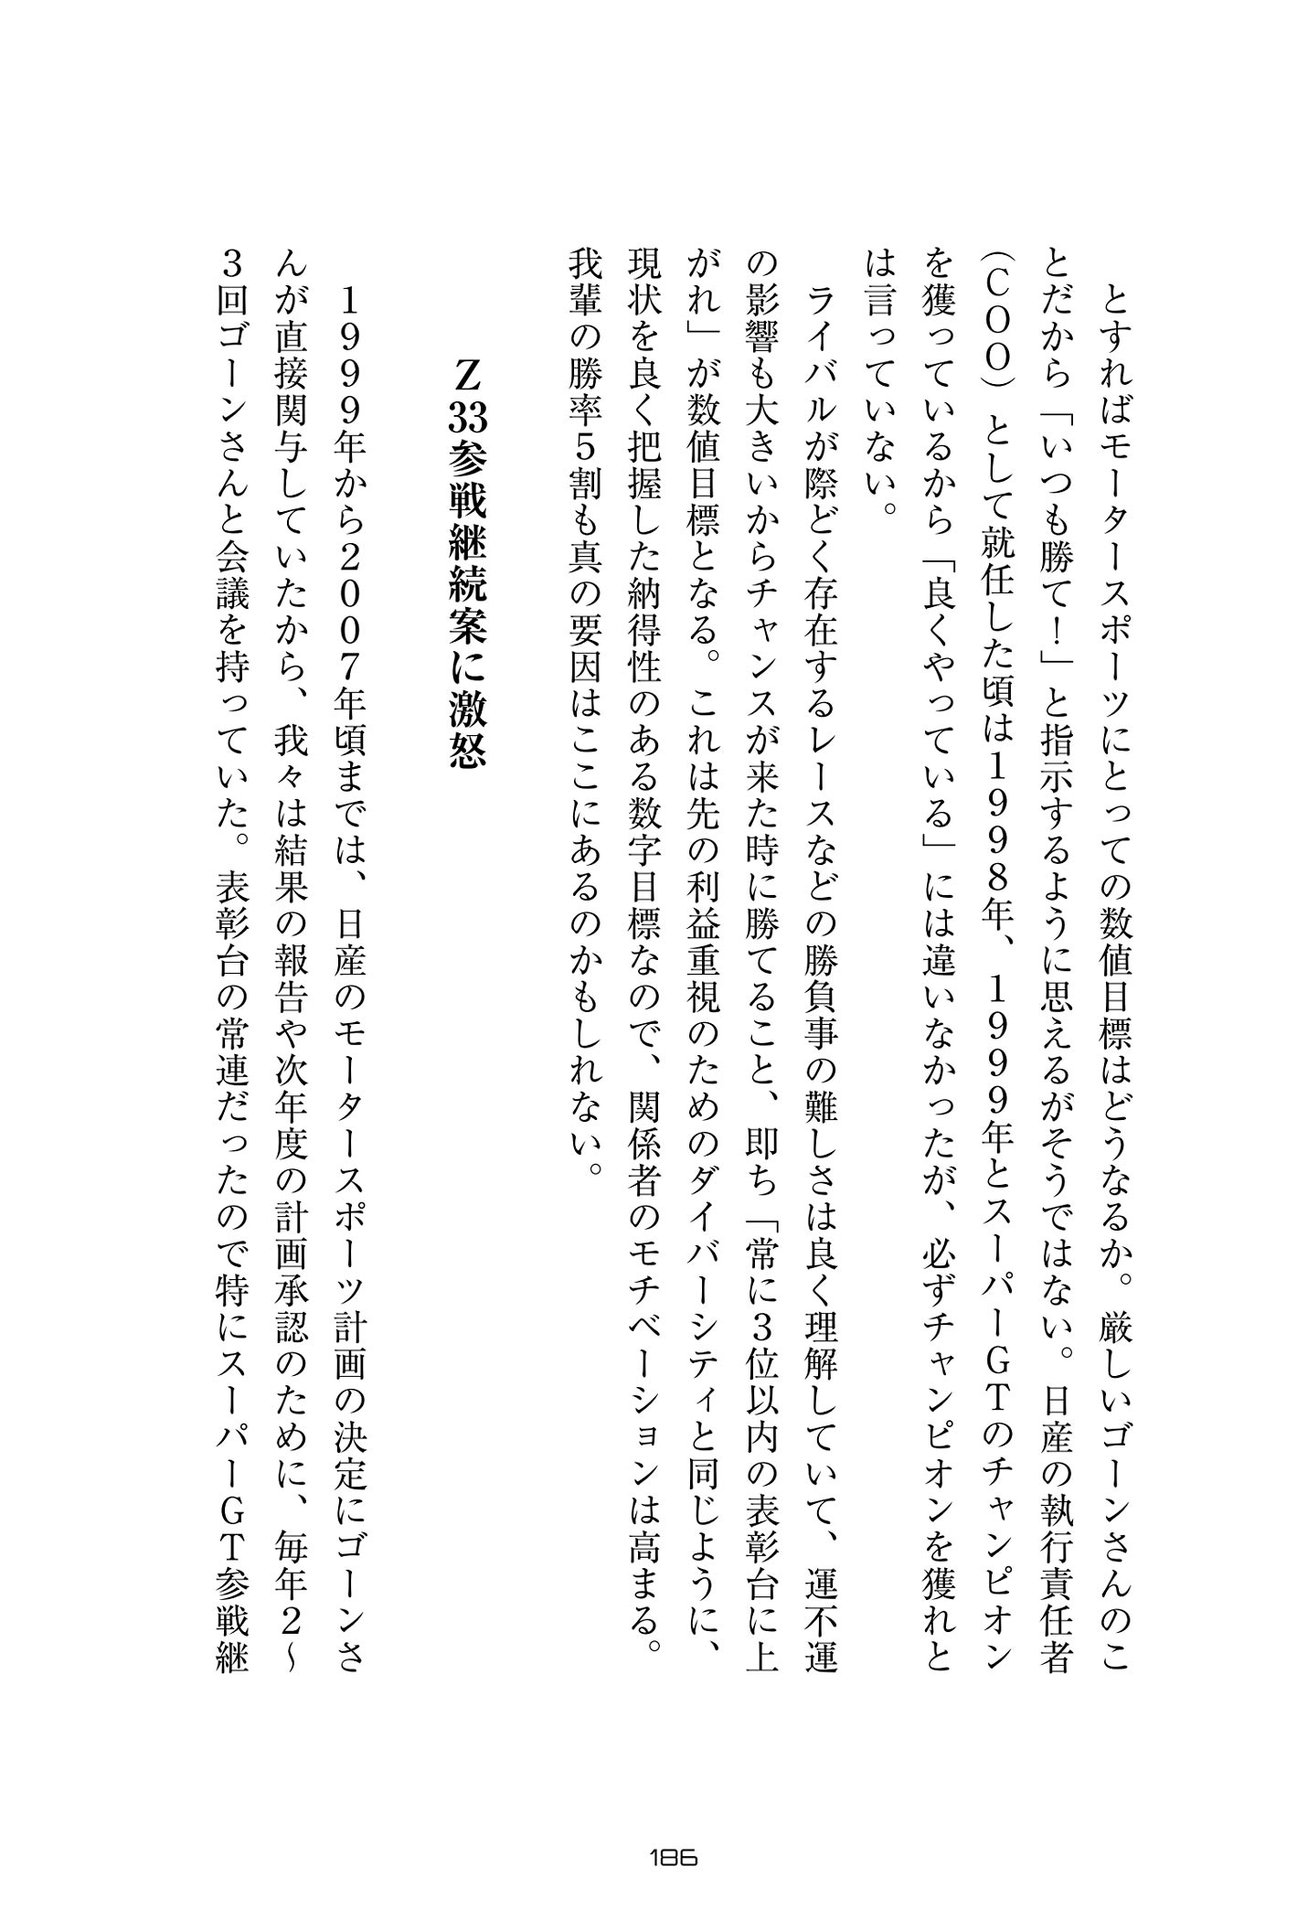 とすればモータースポーツにとっての数値目標はどうなるか。厳しいゴーンさんのこ
とだから「いつも勝て！」と指示するように思えるがそうではない。日産の執行責任者
（ＣＯＯ）として就任した頃は１９９８年、１９９９年とスーパーＧＴのチャンピオン
を獲っているから「良くやっている」には違いなかったが、必ずチャンピオンを獲れと
は言っていない。
ライバルが際どく存在するレースなどの勝負事の難しさは良く理解していて、運不運
の影響も大きいからチャンスが来た時に勝てること、即ち「常に３位以内の表彰台に上
がれ」が数値目標となる。これは先の利益重視のためのダイバーシティと同じように、
現状を良く把握した納得性のある数字目標なので、関係者のモチベーションは高まる。
我輩の勝率５割も真の要因はここにあるのかもしれない。
Ｚ33参戦継続案に激怒
１９９９年から２００７年頃までは、日産のモータースポーツ計画の決定にゴーンさ
んが直接関与していたから、我々は結果の報告や次年度の計画承認のために、毎年２〜
３回ゴーンさんと会議を持っていた。表彰台の常連だったので特にスーパーＧＴ参戦継
186